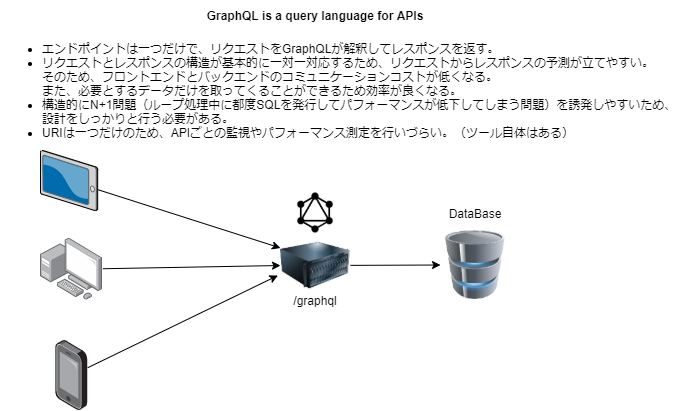 GraphQL is a query language for APIs
• エンドポイントは一つだけで、リクエストをGraphQLが解釈してレスポンスを返す。
• リクエストとレスポンスの構造が基本的に一対一対応するため、リクエストからレスポンスの予測が立てやすい。
そのため、フロントエンドとバックエンドのコミュニケーションコストが低くなる。
また、必要とするデータだけを取ってくることができるため効率が良くなる。
• 構造的にN+1問題（ループ処理中に都度SQLを発行してパフォーマンスが低下してしまう問題）を誘発しやすいため、
設計をしっかりと行う必要がある。
• URIは一つだけのため、APIごとの監視やパフォーマンス測定を行いづらい。（ツール自体はある）
DataBase
/graphql